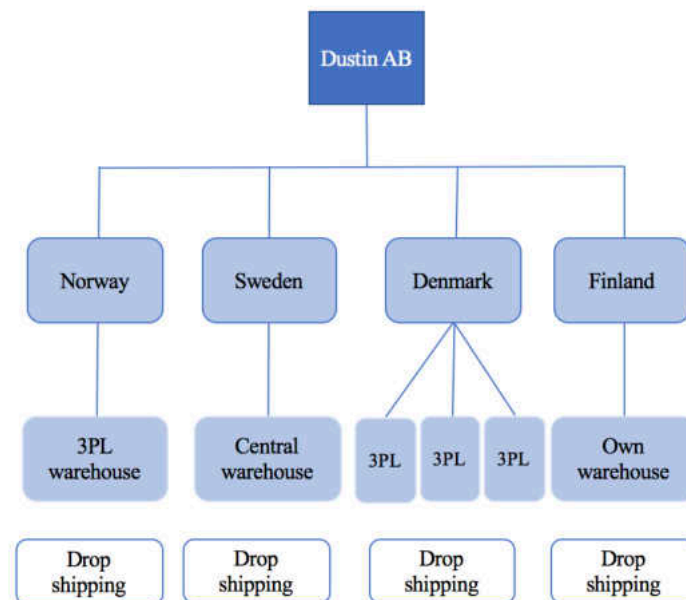 Dustin AB
Norway
Sweden
Denmark
Finland
3PL
warehouse
Central
warehouse
3PL
3PL
3PL
Own
warehouse
Drop
shipping
Drop
shipping
Drop
shipping
Drop
shipping